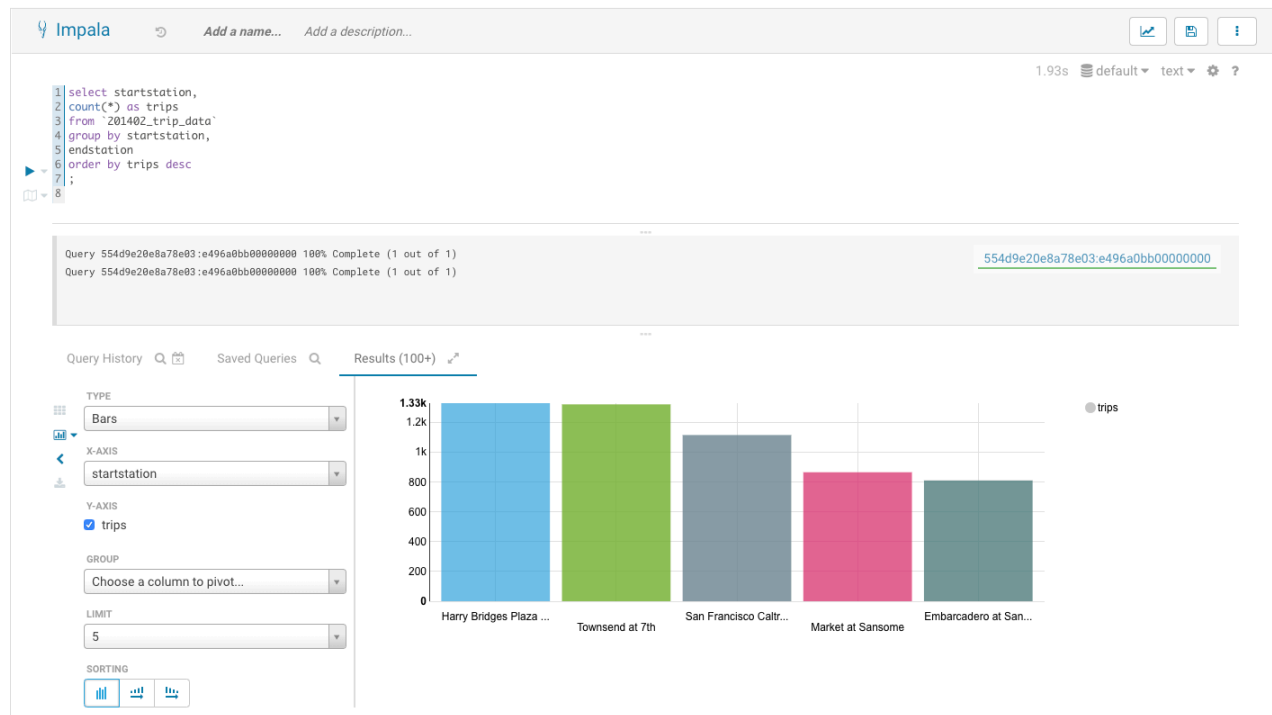 Impala Add a name... Add a description...
1.93s default text ?
1 select startstation,
2 count(*) as trips
3 from `201402_trip_data`
4 group by startstation,
5 endstation
6 order by trips desc
7 ;
8
Query 554d9e20e8a78e03:e496a0bb00000000 100% Complete (1 out of 1)
Query 554d9e20e8a78e03:e496a0bb00000000 100% Complete (1 out of 1)
554d9e20e8a78e03:e496a0bb00000000
Query History Saved Queries Results (100+)
TYPE
Bars
X-AXIS
startstation
Y-AXIS
trips
GROUP
Choose a column to pivot...
LIMIT
5
SORTING
1.33k
1.2k
1k
800
600
400
200
0
Harry Bridges Plaza ...
Townsend at 7th
San Francisco Caltr...
Market at Sansome
Embarcadero at San...
trips